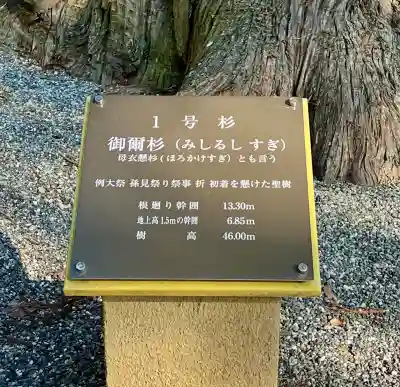 1号杉
御爾杉（みしるし すぎ）
母衣懸杉（ほろかけすぎ）とも言う
例大祭 孫見祭り祭事 折 初着を懸けた聖樹
根廻り幹囲 13.30m
地上高1.5mの幹囲 6.85m
樹高 46.00m